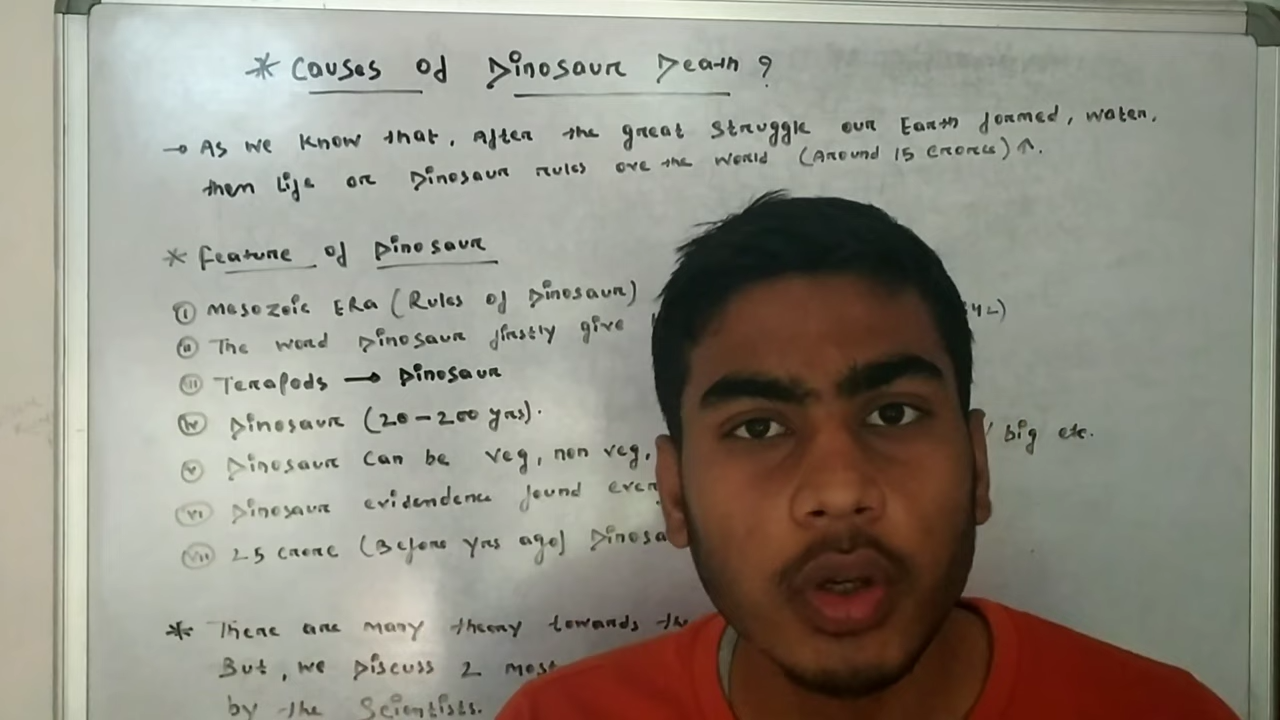 * Causes of Dinosaur Death ?
→ As we know that, After the great struggle our Earth formed, water,
then Life or Dinosaur rules ove the world (Around 15 crores) ↑.
* Feature of Dinosaur
(i) Mesozoic ERa (Rules of Dinosaur)
(ii) The word Dinosaur firstly give 42)
(iii) Terapods → Dinosaur
(iv) Dinosaur (20-200 yrs).
(v) Dinosaur can be veg, non veg, big etc.
(vi) Dinosaur evidendence found
(vii) 25 crore (Before yrs ago)
* There are many theory towards
But, we Discuss 2 most
by the Scientists.